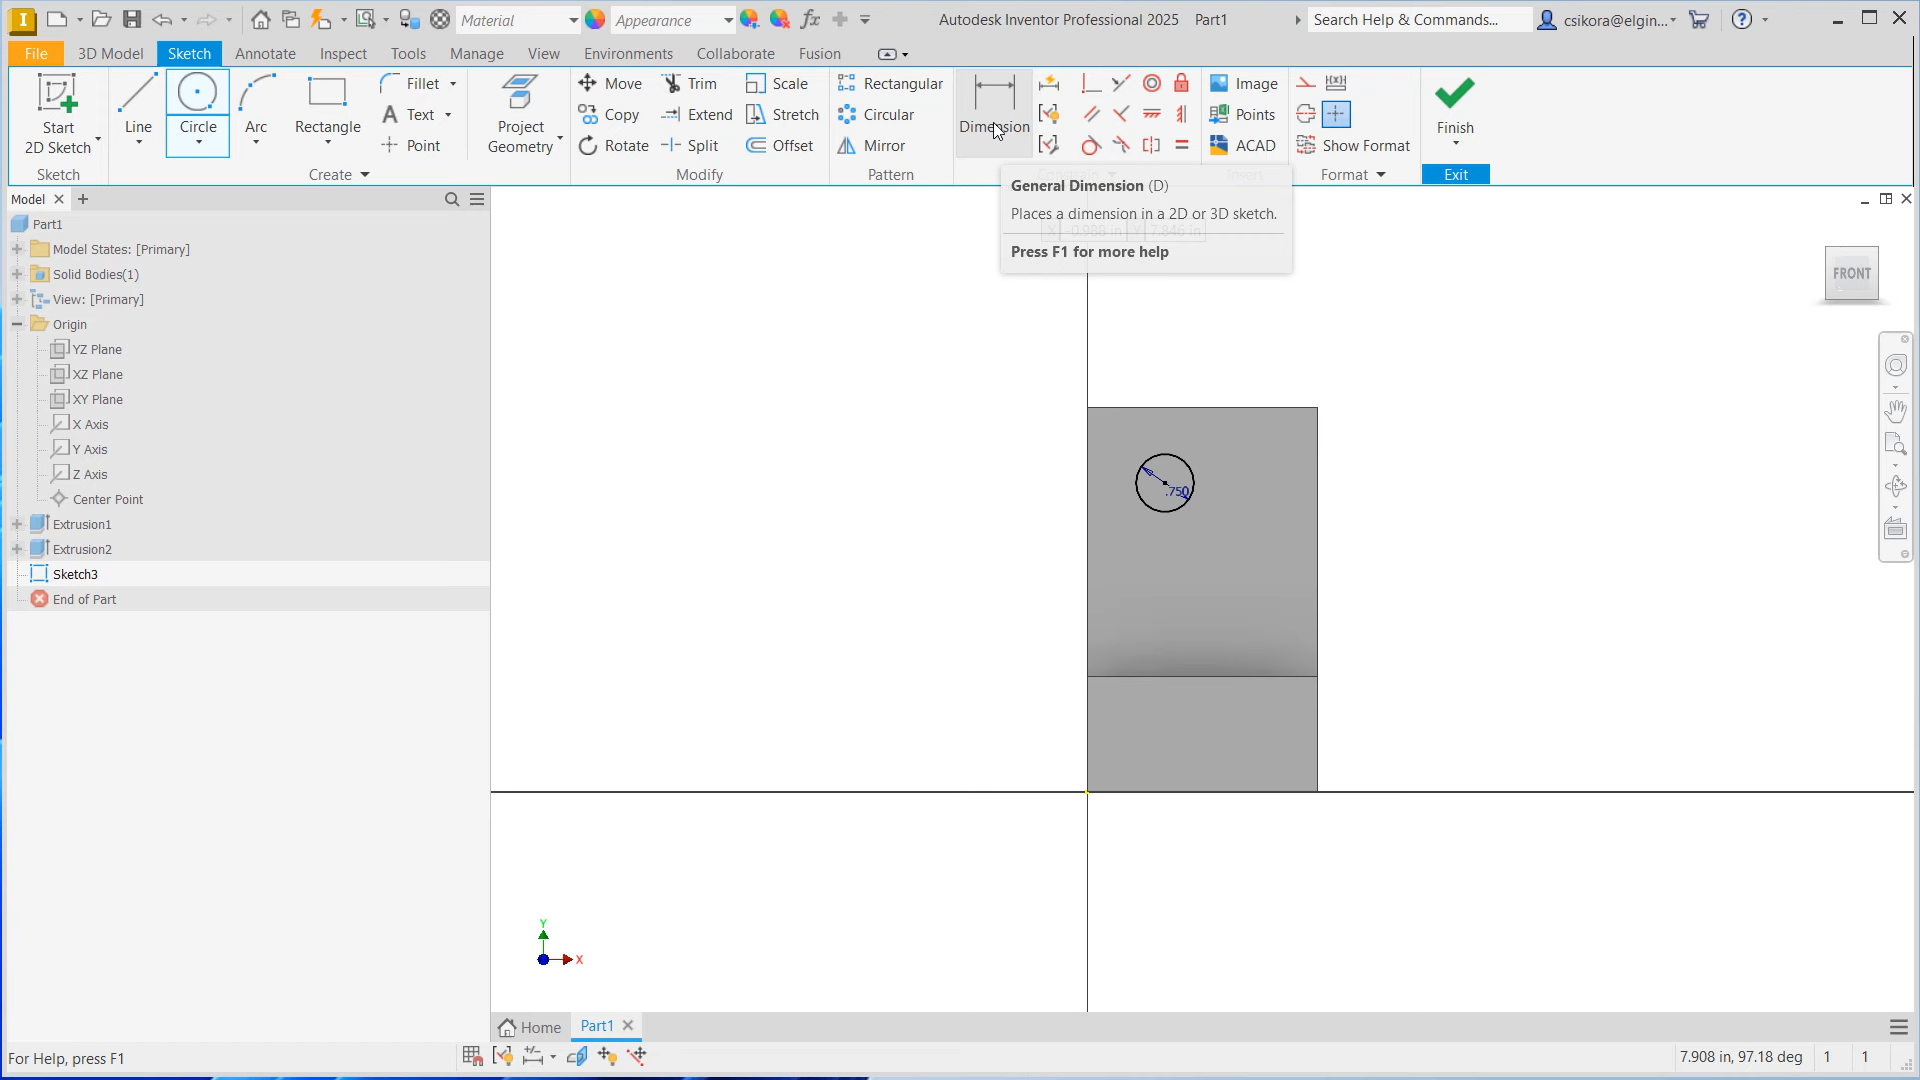 Material
Appearance
Autodesk Inventor Professional 2025 Part1
Search Help & Commands...
csikora@elgin...
File 3D Model Sketch Annotate Inspect Tools Manage View Environments Collaborate Fusion
Start
2D Sketch
Line
Circle
Arc
Rectangle
Fillet
Text
Point
Project
Geometry
Move
Copy
Rotate
Trim
Extend
Split
Scale
Stretch
Offset
Rectangular
Circular
Mirror
Dimension
Image
Points
ACAD
Show Format
Finish
Sketch Create Modify Pattern Format Exit
General Dimension (D)
Places a dimension in a 2D or 3D sketch.
Press F1 for more help
X -0.988 in Y 7.846 in
Model
Part1
Model States: [Primary]
Solid Bodies(1)
View: [Primary]
Origin
YZ Plane
XZ Plane
XY Plane
X Axis
Y Axis
Z Axis
Center Point
Extrusion1
Extrusion2
Sketch3
End of Part
FRONT
.750
Y
X
Home Part1
For Help, press F1
7.908 in, 97.18 deg 1 1